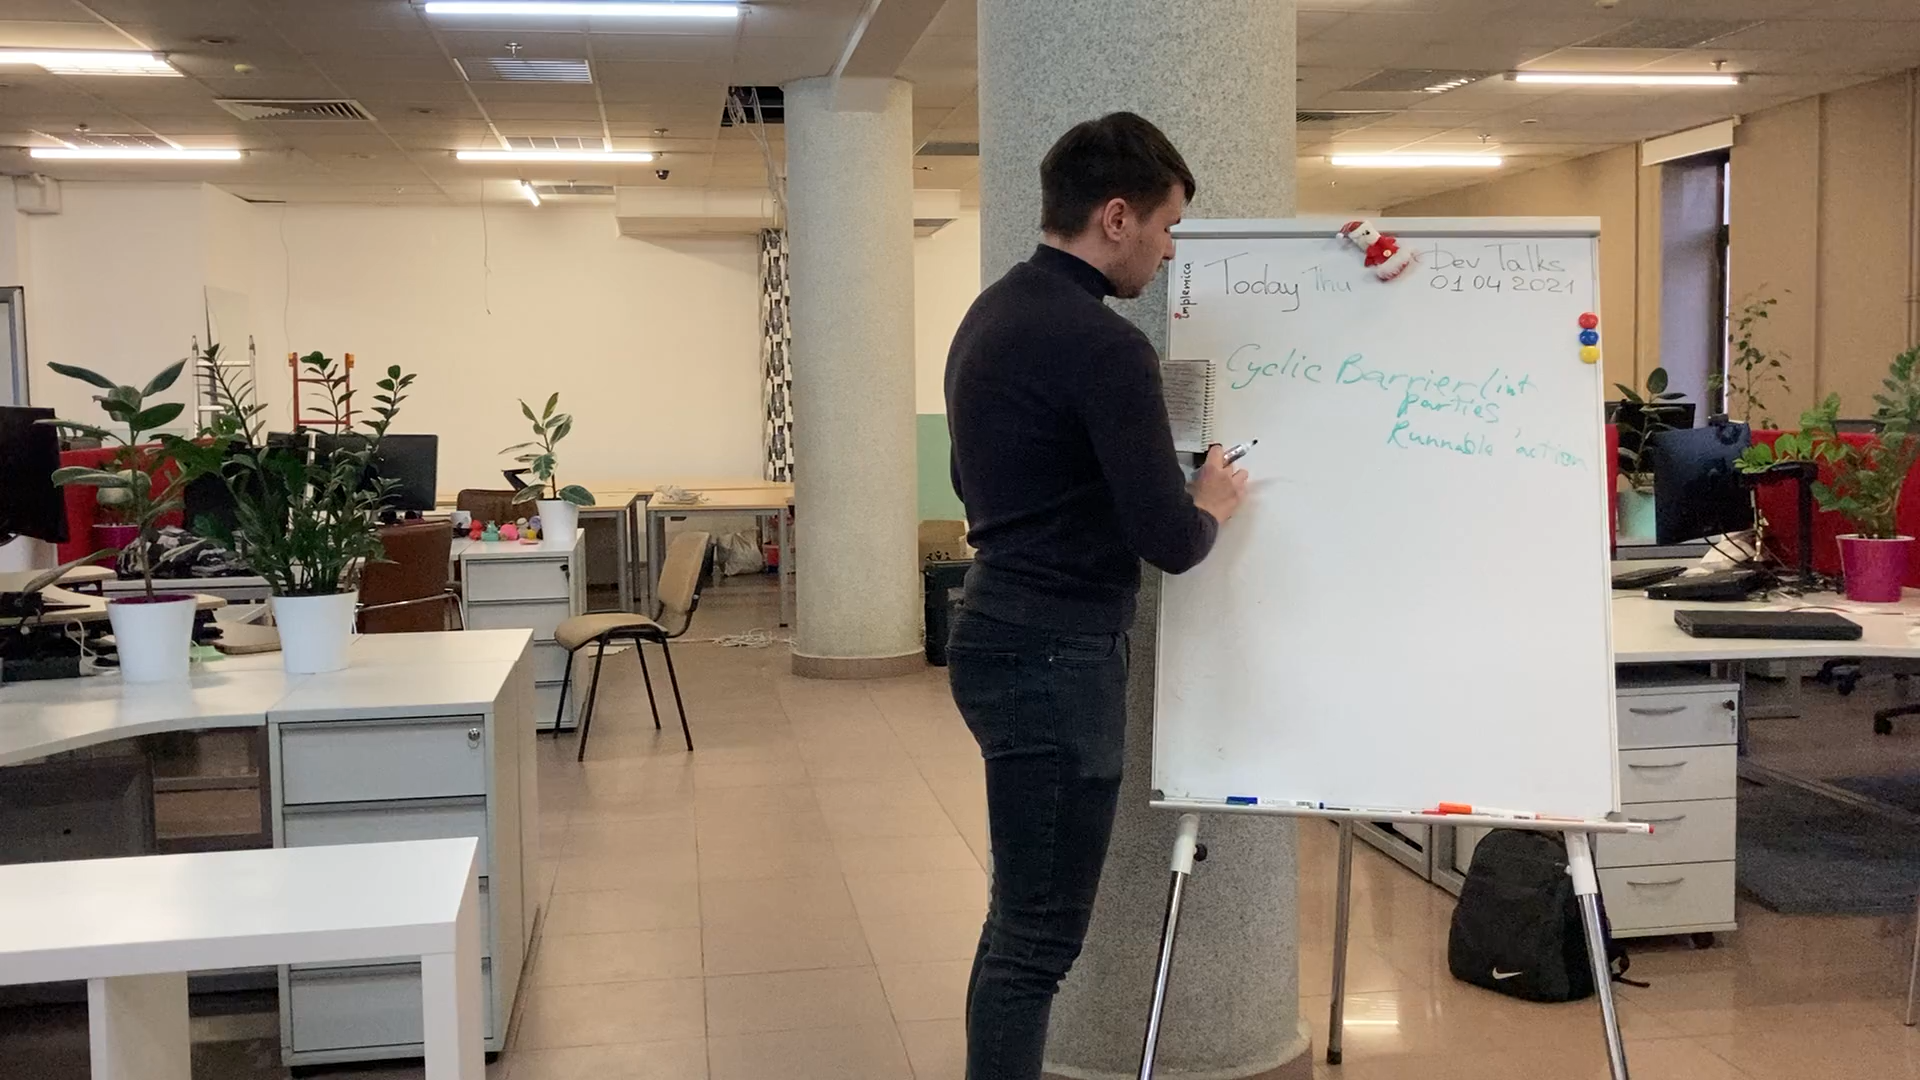 implemica
Today Thu
Dev Talks
01 04 2021
Cyclic Barrier (int
parties,
Runnable action